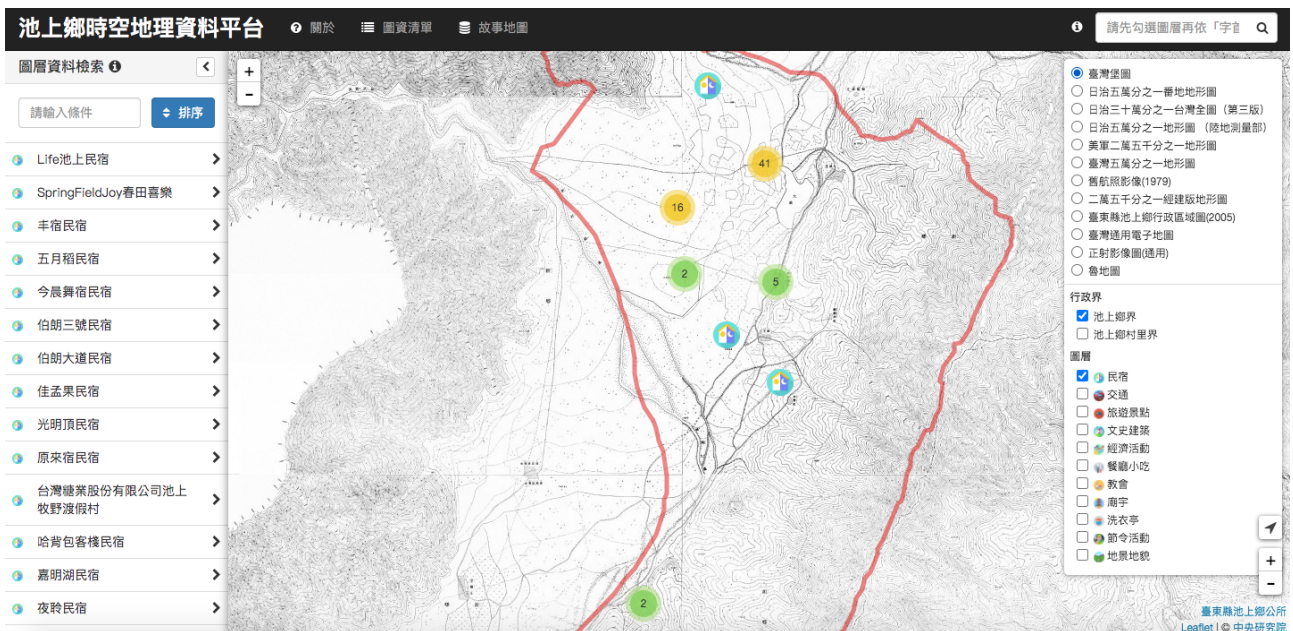 池上鄉時空地理資料平台
關於
圖資清單
故事地圖
請先勾選圖層再依「字首
圖層資料檢索
請輸入條件
排序
Life池上民宿
SpringFieldJoy春田喜樂
丰宿民宿
五月稻民宿
今晨舞宿民宿
伯朗三號民宿
伯朗大道民宿
佳孟果民宿
光明頂民宿
原來宿民宿
台灣糖業股份有限公司池上
牧野渡假村
哈背包客棧民宿
嘉明湖民宿
夜聆民宿
+
-
41
16
2
5
2
臺灣堡圖
日治五萬分之一番地地形圖
日治三十萬分之一台灣全圖（第三版）
日治五萬分之一地形圖 （陸地測量部）
美軍二萬五千分之一地形圖
臺灣五萬分之一地形圖
舊航照影像(1979)
二萬五千分之一經建版地形圖
臺東縣池上鄉行政區域圖(2005)
臺灣通用電子地圖
正射影像圖(通用)
魯地圖
行政界
池上鄉界
池上鄉村里界
圖層
民宿
交通
旅遊景點
文史建築
經濟活動
餐廳小吃
教會
廟宇
洗衣亭
節令活動
地景地貌
+
-
臺東縣池上鄉公所
Leaflet | © 中央研究院